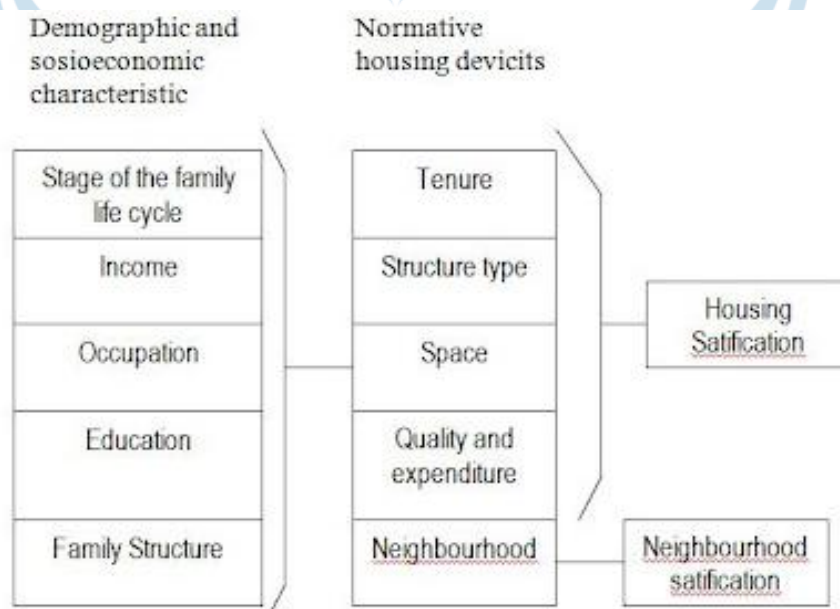 Demographic and
sosioeconomic
characteristic
Normative
housing devicits
Stage of the family
life cycle
Income
Occupation
Education
Family Structure
Tenure
Structure type
Space
Quality and
expenditure
Neighbourhood
Housing
Satification
Neighbourhood
satification